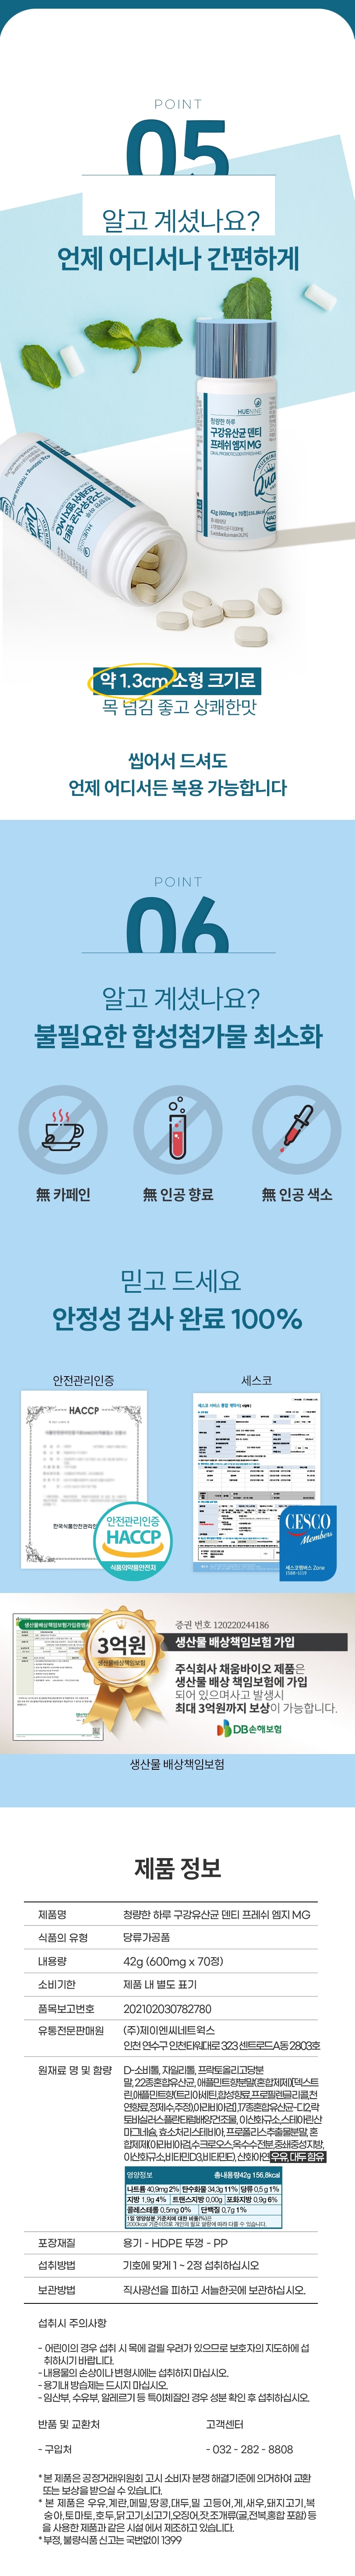 POINT
05
알고 계셨나요?
언제 어디서나 간편하게
HUENINE
청량한 하루
구강유산균 덴티
프레쉬 엠지 MG
42g (600mg x 70정)
약 1.3cm 소형 크기로
목 넘김 좋고 상쾌한맛
씹어서 드셔도
언제 어디서든 복용 가능합니다
POINT
06
알고 계셨나요?
불필요한 합성첨가물 최소화
無 카페인
無 인공 향료
無 인공 색소
믿고 드세요
안정성 검사 완료 100%
안전관리인증
세스코
HACCP
한국식품안전관리인
안전관리인증
HACCP
식품의약품안전처
CESCO
Members
세스코멤버스 Zone
1588-1119
3억원
생산물배상책임보험
증권 번호 120220244186
생산물 배상책임보험 가입
주식회사 채움바이오 제품은
생산물 배상 책임보험에 가입
되어 있으며사고 발생시
최대 3억원까지 보상이 가능합니다.
DB손해보험
생산물 배상책임보험
제품 정보
제품명 청량한 하루 구강유산균 덴티 프레쉬 엠지 MG
식품의 유형 당류가공품
내용량 42g (600mg x 70정)
소비기한 제품 내 별도 표기
품목보고번호 202102030782780
유통전문판매원 (주)제이엔씨네트웍스
인천 연수구 인천타워대로 323 센트로드 A동 2803호
원재료 명 및 함량 D-소비톨, 자일리톨, 프락토올리고당분
말, 22종혼합유산균, 애플민트향분말(혼합제제)[덱스트
린,애플민트향(트리아세틴,합성향료,프로필렌글리콜,천
연향료,정제수,주정),아라비아검], 17종혼합유산균-디2,락
토바실러스플란타럼배양건조물, 이산화규소,스테아린산
마그네슘, 효소처리스테비아, 프로폴리스추출물분말, 혼
합제제(아라비아검,수크로오스,옥수수전분,중쇄중성지방,
이산화규소,비타민D3,비타민E), 산화아연 우유, 대두 함유
영양정보 총내용량42g 156,8kcal
나트륨 40,9mg 2% 탄수화물 34,3g 11% 당류 0,5 g 1%
지방 1,9g 4% 트랜스지방 0,00g 포화지방 0,9g 6%
콜레스테롤 0,5mg 0% 단백질 0,7g 1%
1일 영양성분 기준치에 대한 비율(%)은
2000kcal 기준이므로 개인의 필요 열량에 따라 다를 수 있습니다.
포장재질 용기 - HDPE 뚜껑 - PP
섭취방법 기호에 맞게 1 ~ 2정 섭취하십시오
보관방법 직사광선을 피하고 서늘한곳에 보관하십시오.
섭취시 주의사항
- 어린이의 경우 섭취 시 목에 걸릴 우려가 있으므로 보호자의 지도하에 섭
취하시기 바랍니다.
- 내용물의 손상이나 변형시에는 섭취하지 마십시오.
- 용기내 방습제는 드시지 마십시오.
- 임산부, 수유부, 알레르기 등 특이체질인 경우 성분 확인 후 섭취하십시오.
반품 및 교환처 고객센터
- 구입처 - 032 - 282 - 8808
* 본 제품은 공정거래위원회 고시 소비자 분쟁 해결기준에 의거하여 교환
또는 보상을 받으실 수 있습니다.
* 본 제품은 우유,계란,메밀,땅콩,대두,밀 고등어,게,새우,돼지고기,복
숭아,토마토,호두,닭고기,쇠고기,오징어,잣,조개류(굴,전복,홍합 포함) 등
을 사용한 제품과 같은 시설 에서 제조하고 있습니다.
* 부정, 불량식품 신고는 국번없이 1399